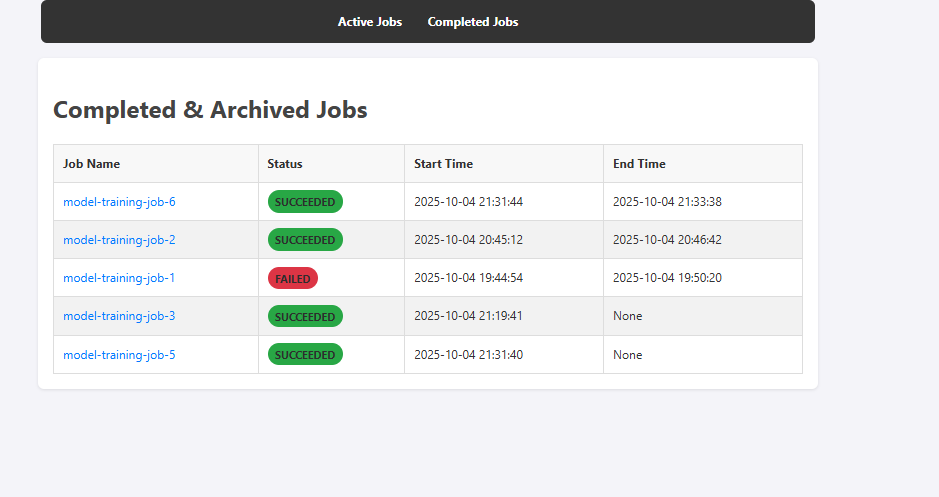 Active Jobs Completed Jobs
Completed & Archived Jobs
Job Name Status Start Time End Time
model-training-job-6 SUCCEEDED 2025-10-04 21:31:44 2025-10-04 21:33:38
model-training-job-2 SUCCEEDED 2025-10-04 20:45:12 2025-10-04 20:46:42
model-training-job-1 FAILED 2025-10-04 19:44:54 2025-10-04 19:50:20
model-training-job-3 SUCCEEDED 2025-10-04 21:19:41 None
model-training-job-5 SUCCEEDED 2025-10-04 21:31:40 None